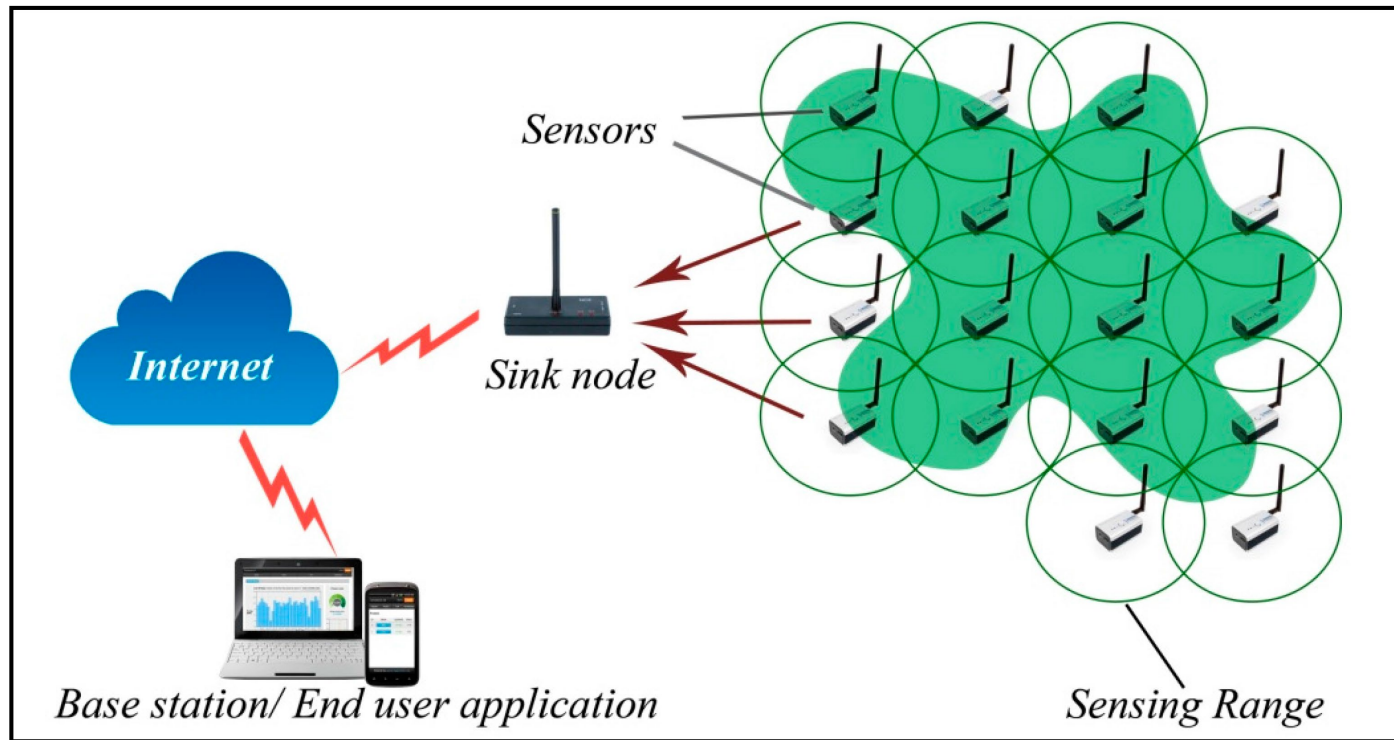 Sensors
Internet
Sink node
Base station/ End user application
Sensing Range